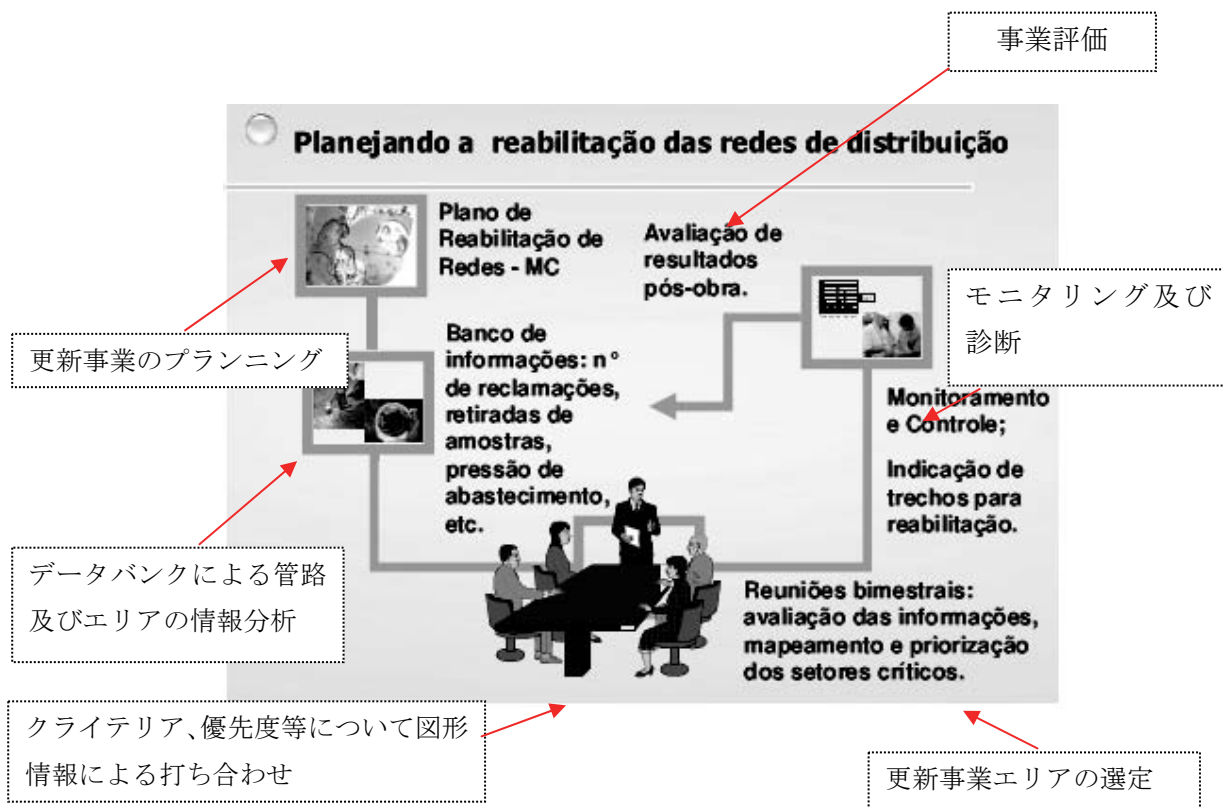 事業評価
Planejando a reabilitação das redes de distribuição
Plano de
Reabilitação de
Redes - MC
Avaliação de
resultados
pós-obra.
モニタリング及び
診断
更新事業のプランニング
Banco de
informações: n°
de reclamações,
retiradas de
amostras,
pressão de
abastecimento,
etc.
Monitoramento
e Controle;
Indicação de
trechos para
reabilitação.
データバンクによる管路
及びエリアの情報分析
Reuniões bimestrais:
avaliação das informações,
mapeamento e priorização
dos setores críticos.
クライテリア、優先度等について図形
情報による打ち合わせ
更新事業エリアの選定